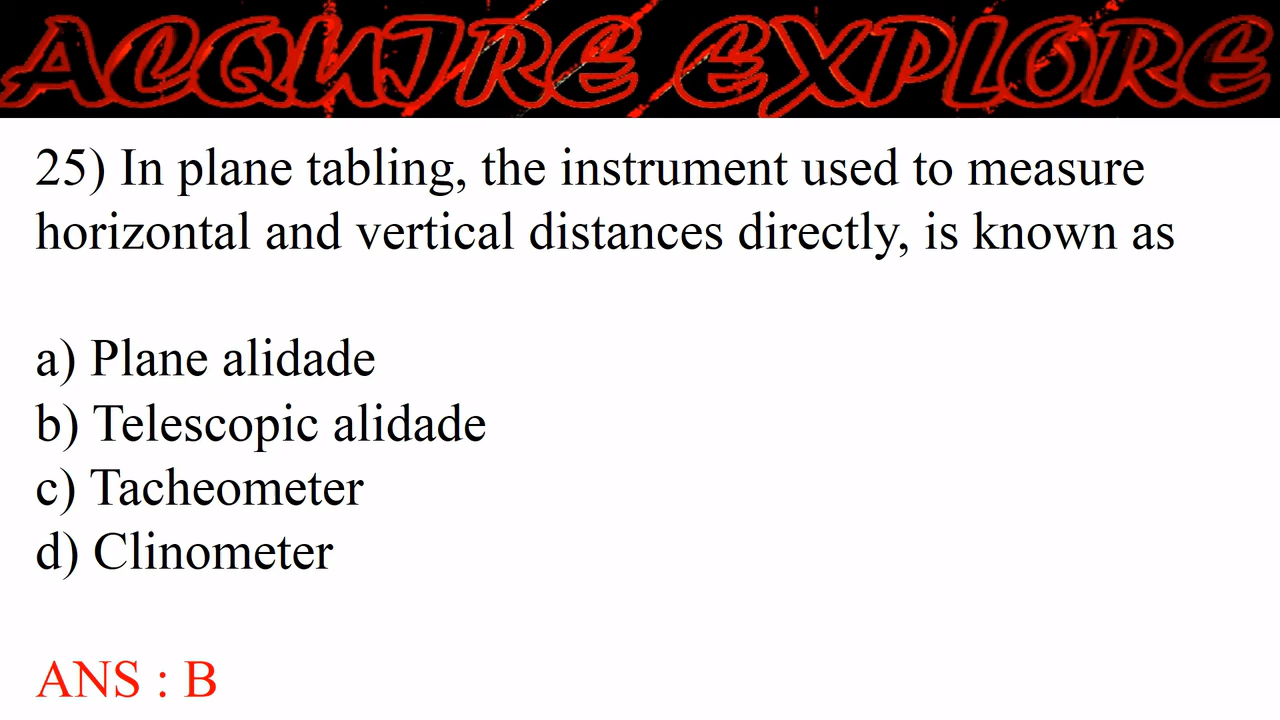 ACQUIRE EXPLORE
25) In plane tabling, the instrument used to measure
horizontal and vertical distances directly, is known as
a) Plane alidade
b) Telescopic alidade
c) Tacheometer
d) Clinometer
ANS : B